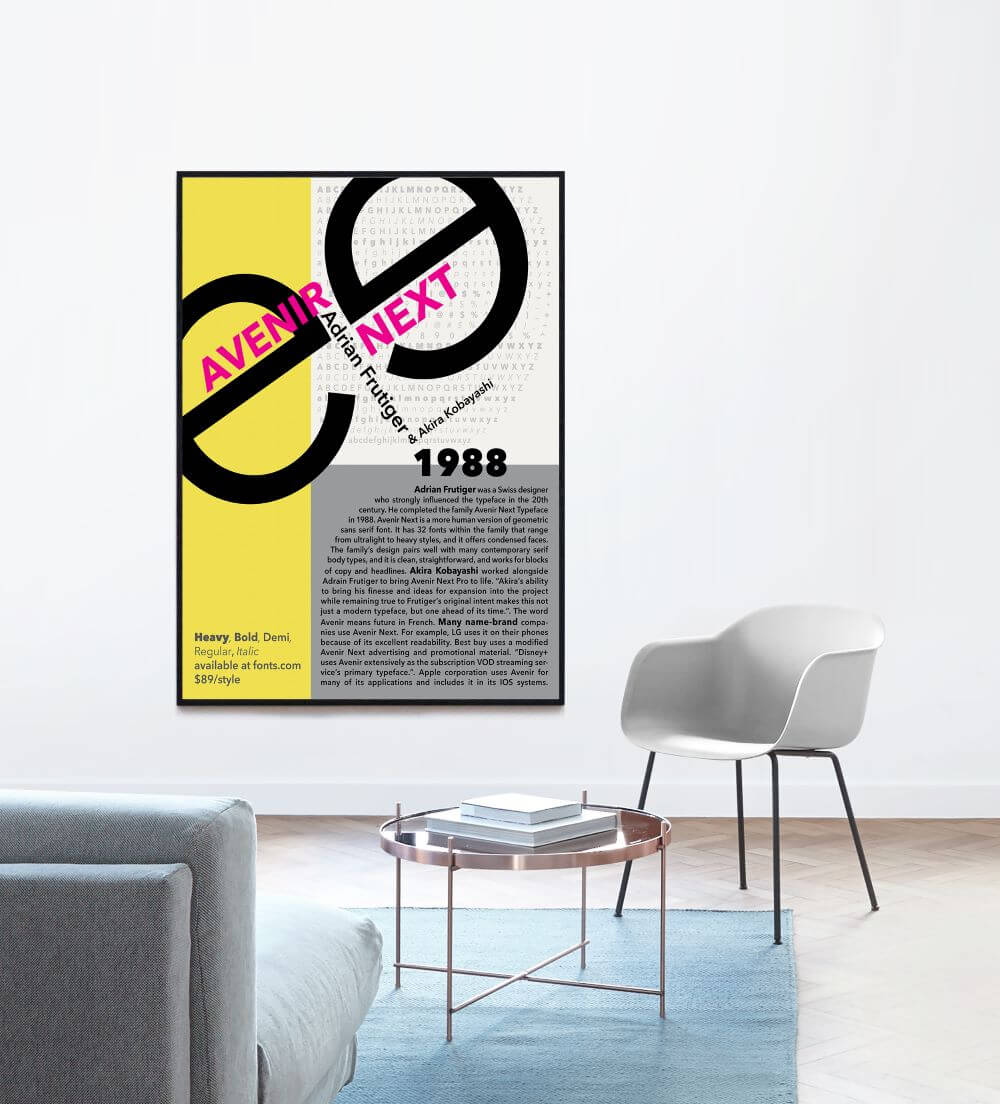 e e
AVENIR
NEXT
Adrian Frutiger
& Akira Kobayashi
1988
Adrian Frutiger was a Swiss designer
who strongly influenced the typeface in the 20th
century. He completed the family Avenir Next Typeface
in 1988. Avenir Next is a more human version of geometric
sans serif font. It has 32 fonts within the family that range
from ultralight to heavy styles, and it offers condensed faces.
The family's design pairs well with many contemporary serif
body types, and it is clean, straightforward, and works for blocks
of copy and headlines. Akira Kobayashi worked alongside
Adrain Frutiger to bring Avenir Next Pro to life. "Akira's ability
to bring his finesse and ideas for expansion into the project
while remaining true to Frutiger's original intent makes this not
just a modern typeface, but one ahead of its time.". The word
Avenir means future in French. Many name-brand compa-
nies use Avenir Next. For example, LG uses it on their phones
because of its excellent readability. Best buy uses a modified
Avenir Next advertising and promotional material. "Disney+
uses Avenir extensively as the subscription VOD streaming ser-
vice's primary typeface.". Apple corporation uses Avenir for
many of its applications and includes it in its IOS systems.
Heavy, Bold, Demi,
Regular, Italic
available at fonts.com
$89/style